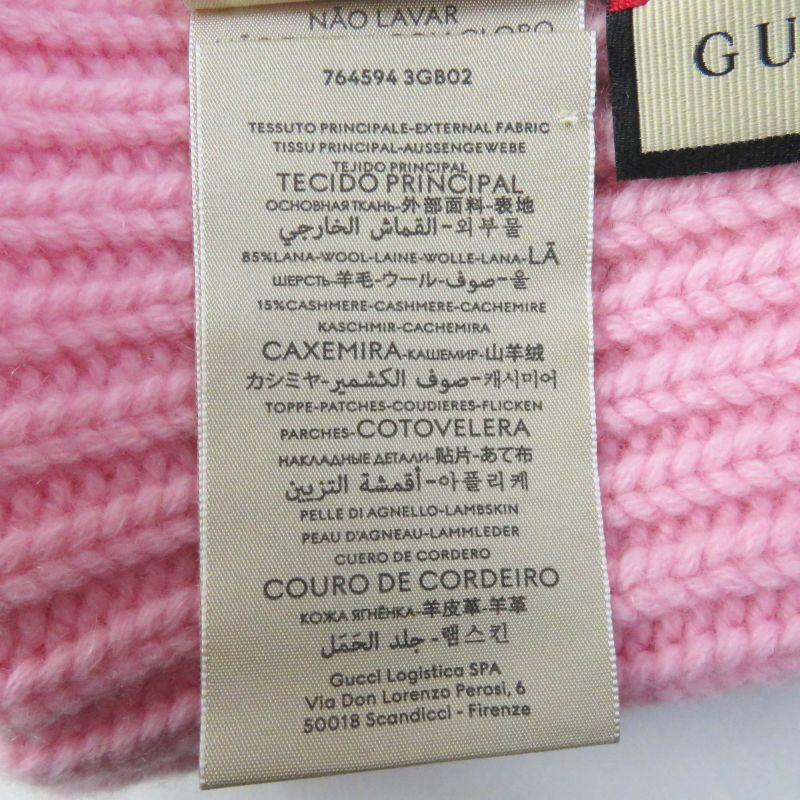 NÃO LAVAR
764594 3GB02
GU
TESSUTO PRINCIPALE-EXTERNAL FABRIC
TISSU PRINCIPAL-AUSSENGEWEBE
TEJIDO PRINCIPAL
TECIDO PRINCIPAL
ОСНОВНАЯ ТКАНЬ-外部面料-表地
القماش الخارجي-외부물
85%LANA-WOOL-LAINE-WOLLE-LANA-LÃ
ШЕРСТЬ-羊毛-ウール-صوف-울
15%CASHMERE-CASHMERE-CACHEMIRE
KASCHMIR-CACHEMIRA
CAXEMIRA-КАШЕМИР-山羊绒
カシミヤ-صوف الكشمير-캐시미어
TOPPE-PATCHES-COUDIERES-FLICKEN
PARCHES-COTOVELERA
НАКЛАДНЫЕ ДЕТАЛИ-贴片-あて布
أقمشة التزيين-아플리케
PELLE DI AGNELLO-LAMBSKIN
PEAU D'AGNEAU-LAMMLEDER
CUERO DE CORDERO
COURO DE CORDEIRO
КОЖА ЯГНЁНКА-羊皮革-羊革
جلد الحَمَل-램스킨
Gucci Logistica SPA
Via Don Lorenzo Perosi, 6
50018 Scandicci - Firenze